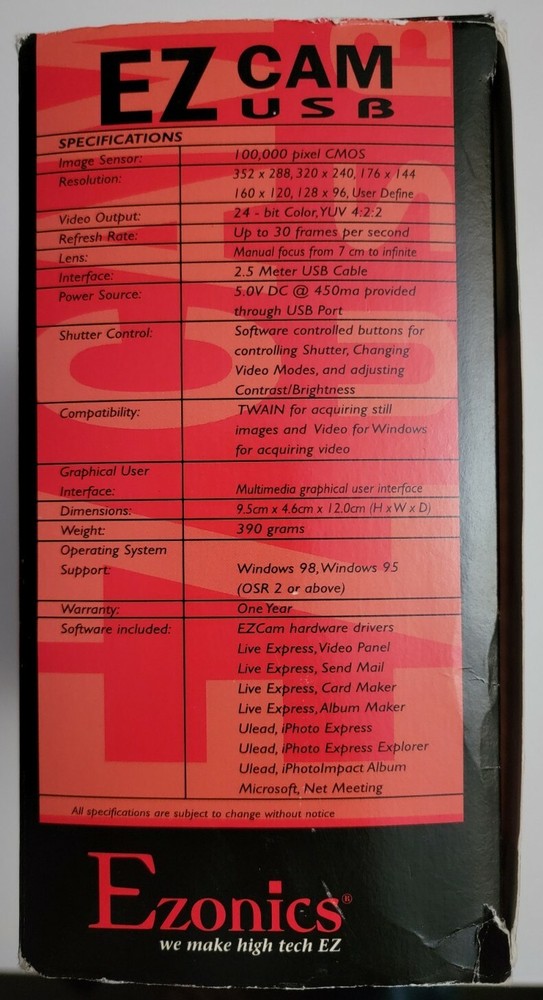 EZ CAM
USB
SPECIFICATIONS
Image Sensor: 100,000 pixel CMOS
Resolution: 352 x 288, 320 x 240, 176 x 144
160 x 120, 128 x 96, User Define
Video Output: 24 - bit Color, YUV 4:2:2
Refresh Rate: Up to 30 frames per second
Lens: Manual focus from 7 cm to infinite
Interface: 2.5 Meter USB Cable
Power Source: 5.0V DC @ 450ma provided
through USB Port
Shutter Control: Software controlled buttons for
controlling Shutter, Changing
Video Modes, and adjusting
Contrast/Brightness
Compatibility: TWAIN for acquiring still
images and Video for Windows
for acquiring video
Graphical User
Interface: Multimedia graphical user interface
Dimensions: 9.5cm x 4.6cm x 12.0cm (H x W x D)
Weight: 390 grams
Operating System
Support: Windows 98, Windows 95
(OSR 2 or above)
Warranty: One Year
Software included: EZCam hardware drivers
Live Express, Video Panel
Live Express, Send Mail
Live Express, Card Maker
Live Express, Album Maker
Ulead, iPhoto Express
Ulead, iPhoto Express Explorer
Ulead, iPhotoImpact Album
Microsoft, Net Meeting
All specifications are subject to change without notice
Ezonics®
we make high tech EZ